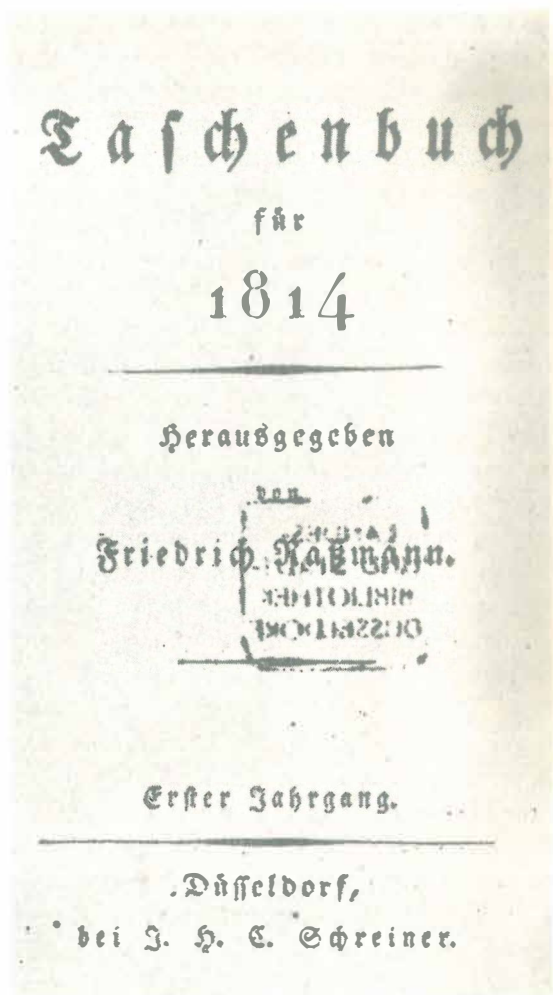 Taschenbuch
für
1814
Herausgegeben
von
Friedrich Raßmann.
Erster Jahrgang.
Düsseldorf,
bei J. H. C. Schreiner.